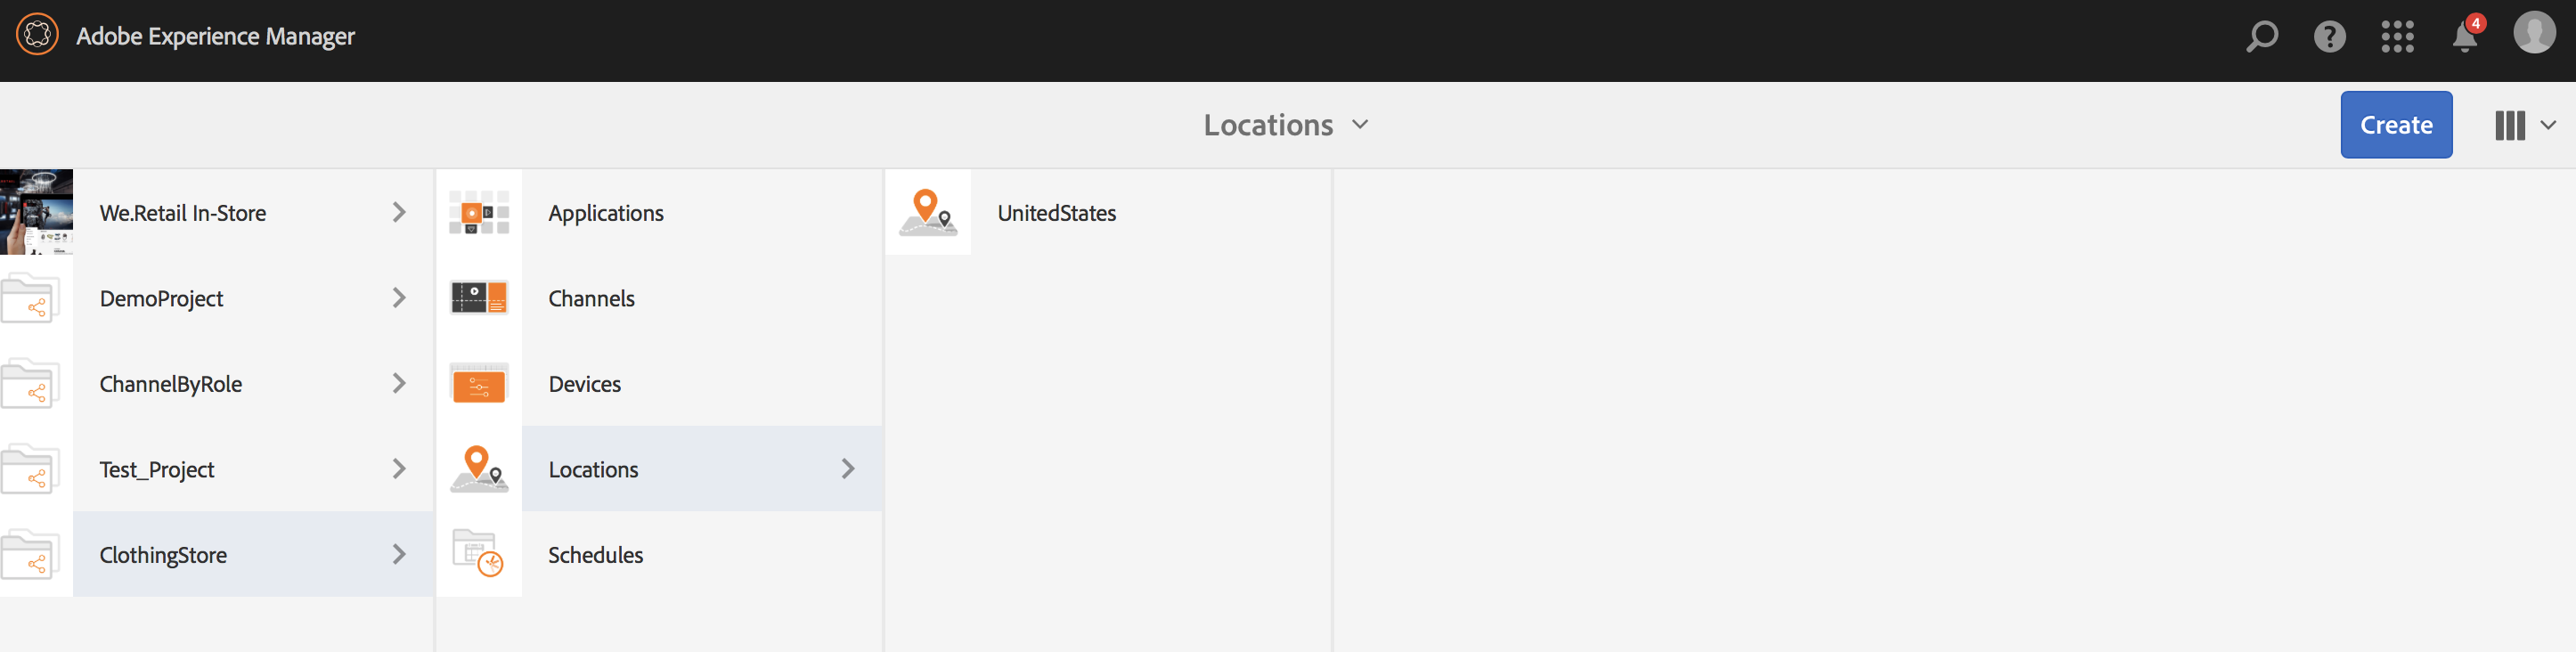 Adobe Experience Manager
4
Locations
Create
We.Retail In-Store
DemoProject
ChannelByRole
Test_Project
ClothingStore
Applications
Channels
Devices
Locations
Schedules
UnitedStates